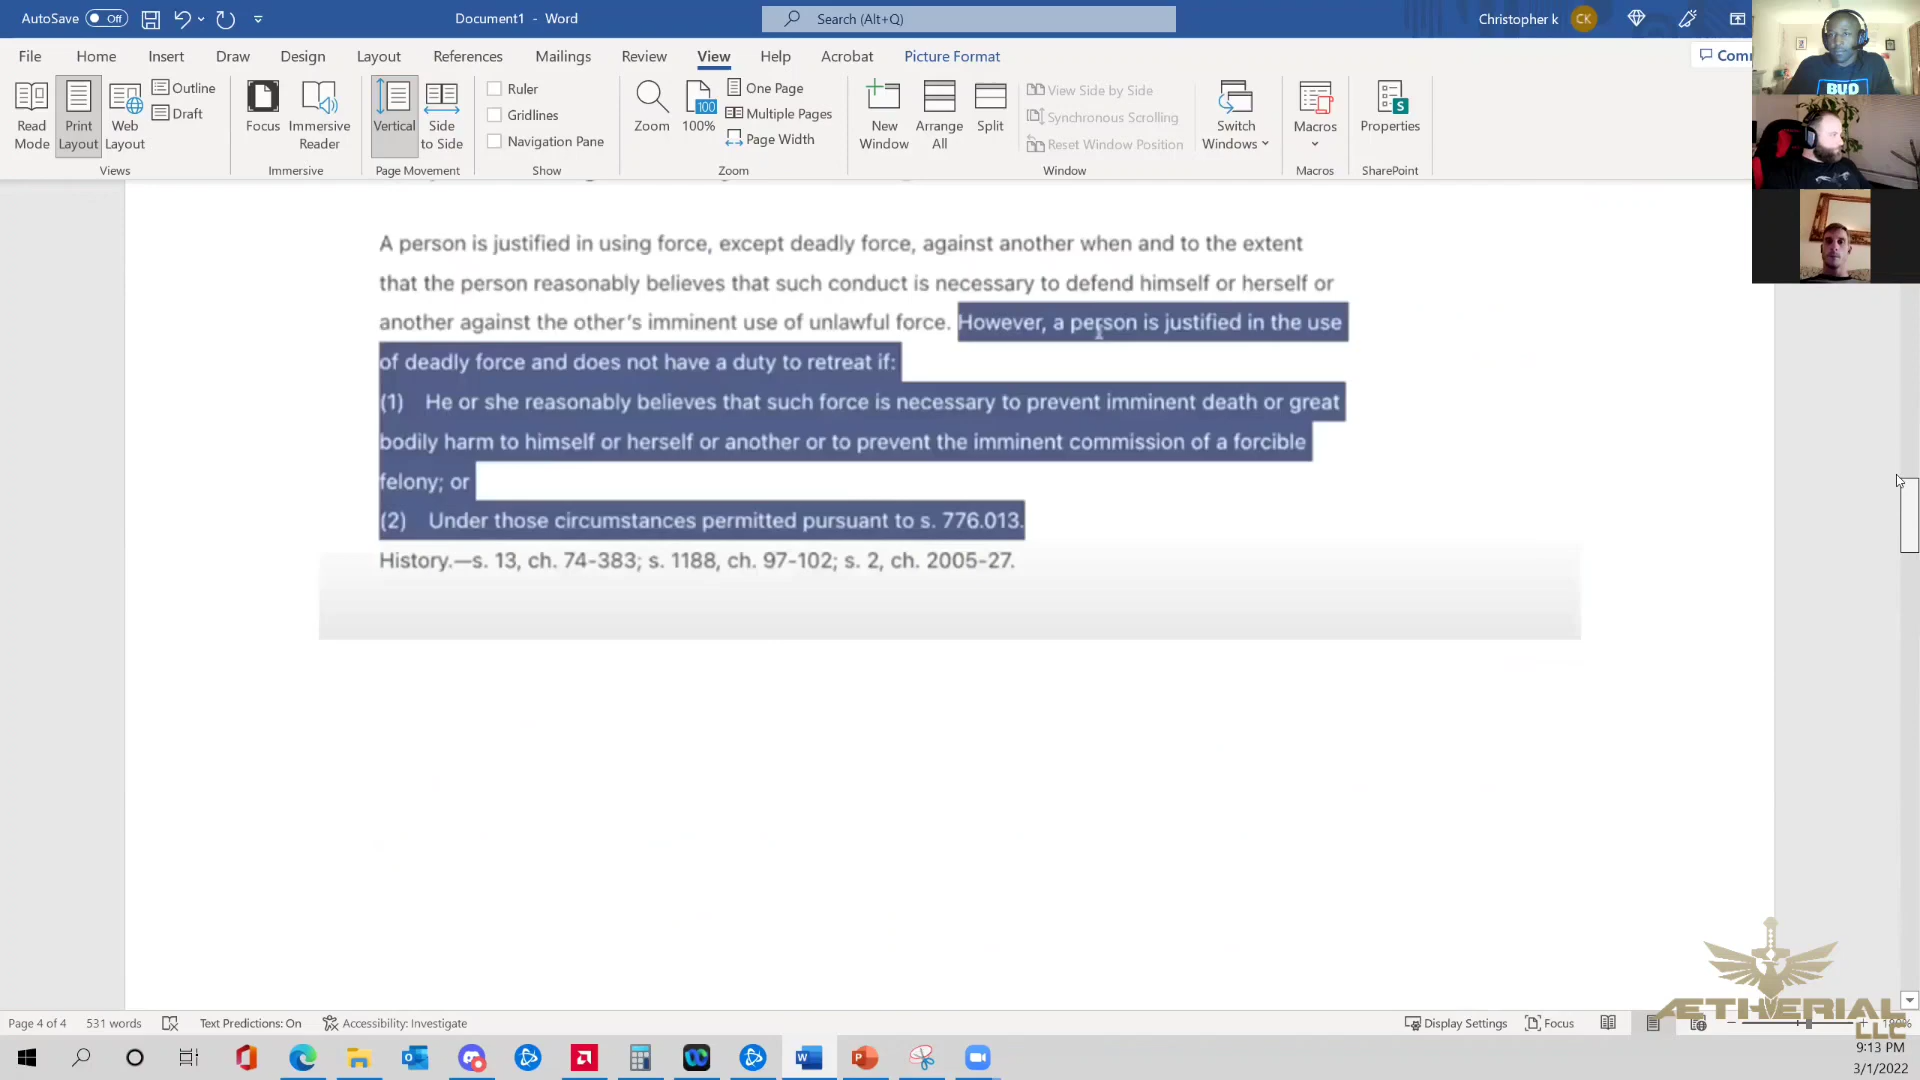 AutoSave Off Document1 - Word Search (Alt+Q) Christopher k CK
File Home Insert Draw Design Layout References Mailings Review View Help Acrobat Picture Format
Read Mode
Print Layout
Web Layout
Outline
Draft
Views
Focus
Immersive Reader
Immersive
Vertical
Side to Side
Page Movement
Ruler
Gridlines
Navigation Pane
Show
Zoom
100
100%
One Page
Multiple Pages
Page Width
Zoom
New Window
Arrange All
Split
View Side by Side
Synchronous Scrolling
Reset Window Position
Switch Windows
Window
Macros
Macros
Properties
SharePoint
BUD
A person is justified in using force, except deadly force, against another when and to the extent
that the person reasonably believes that such conduct is necessary to defend himself or herself or
another against the other's imminent use of unlawful force. However, a person is justified in the use
of deadly force and does not have a duty to retreat if:
(1) He or she reasonably believes that such force is necessary to prevent imminent death or great
bodily harm to himself or herself or another or to prevent the imminent commission of a forcible
felony; or
(2) Under those circumstances permitted pursuant to s. 776.013.
History.—s. 13, ch. 74-383; s. 1188, ch. 97-102; s. 2, ch. 2005-27.
ÆTHERIAL
LLC
Page 4 of 4 531 words Text Predictions: On Accessibility: Investigate Display Settings Focus
9:13 PM
3/1/2022